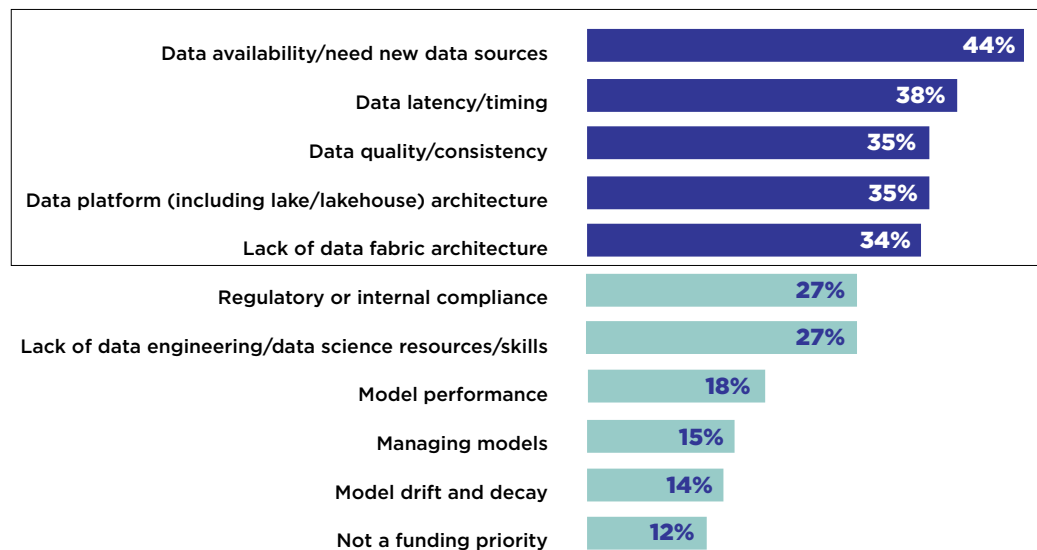 Data availability/need new data sources 44%
Data latency/timing 38%
Data quality/consistency 35%
Data platform (including lake/lakehouse) architecture 35%
Lack of data fabric architecture 34%
Regulatory or internal compliance 27%
Lack of data engineering/data science resources/skills 27%
Model performance 18%
Managing models 15%
Model drift and decay 14%
Not a funding priority 12%